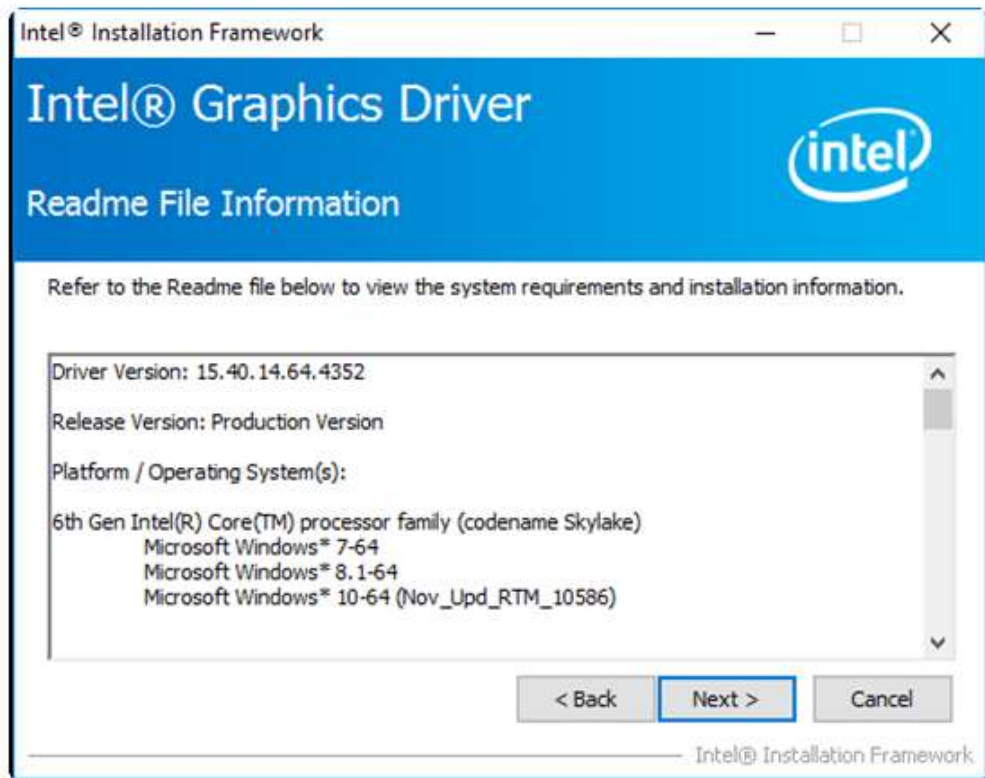 Intel® Installation Framework
Intel® Graphics Driver
intel
Readme File Information
Refer to the Readme file below to view the system requirements and installation information.
Driver Version: 15.40.14.64.4352
Release Version: Production Version
Platform / Operating System(s):
6th Gen Intel(R) Core(TM) processor family (codename Skylake)
Microsoft Windows* 7-64
Microsoft Windows* 8.1-64
Microsoft Windows* 10-64 (Nov_Upd_RTM_10586)
< Back Next > Cancel
Intel® Installation Framework